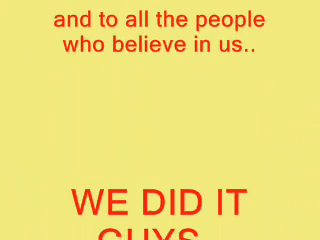 and to all the people
who believe in us..
WE DID IT
GUYS